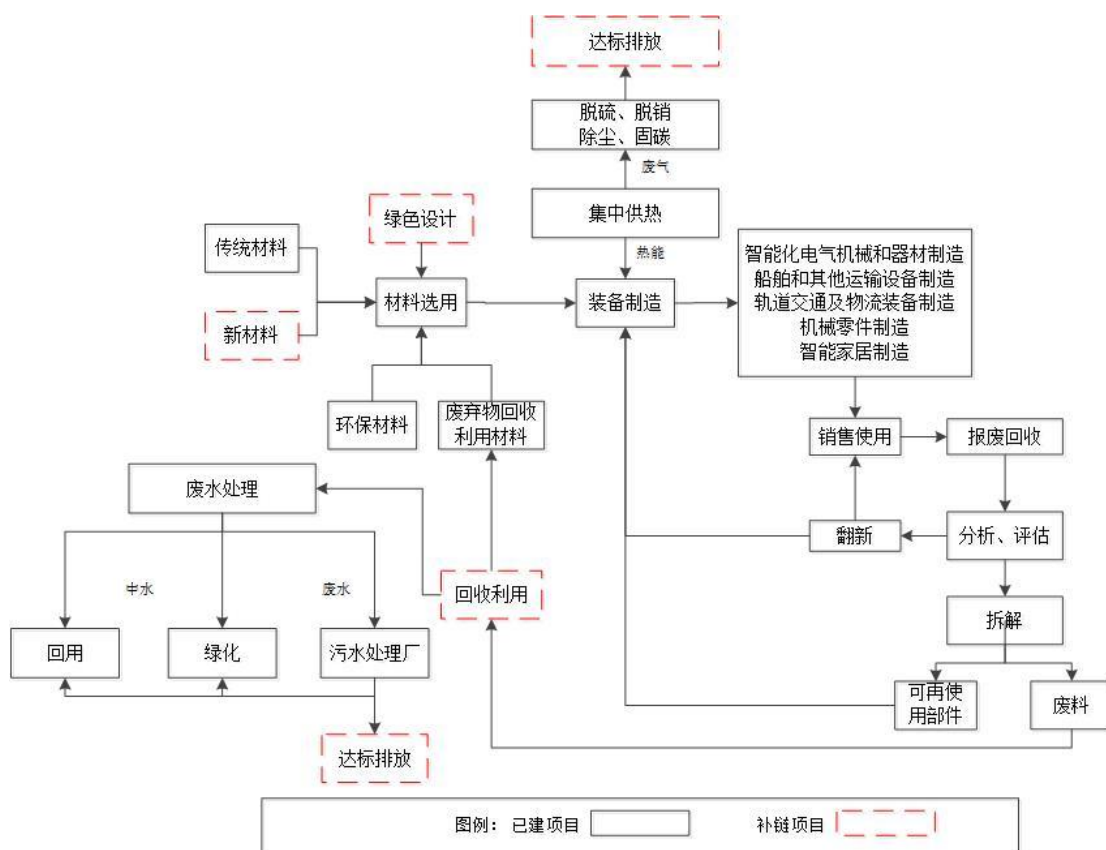 达标排放
脱硫、脱销
除尘、固碳
废气
绿色设计
集中供热
传统材料
热能
智能化电气机械和器材制造
船舶和其他运输设备制造
轨道交通及物流装备制造
机械零件制造
智能家居制造
材料选用
装备制造
新材料
环保材料
废弃物回收
利用材料
销售使用
报废回收
废水处理
翻新
分析、评估
中水
废水
回收利用
拆解
回用
绿化
污水处理厂
可再使
用部件
废料
达标排放
图例：
已建项目
补链项目